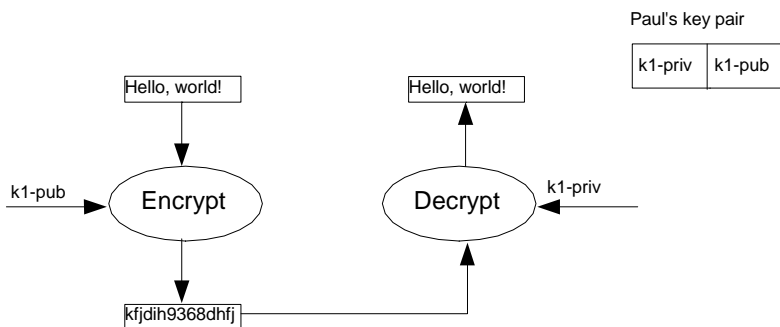 Paul's key pair
k1-priv
k1-pub
Hello, world!
Hello, world!
k1-pub
Encrypt
Decrypt
k1-priv
kfjdih9368dhfj